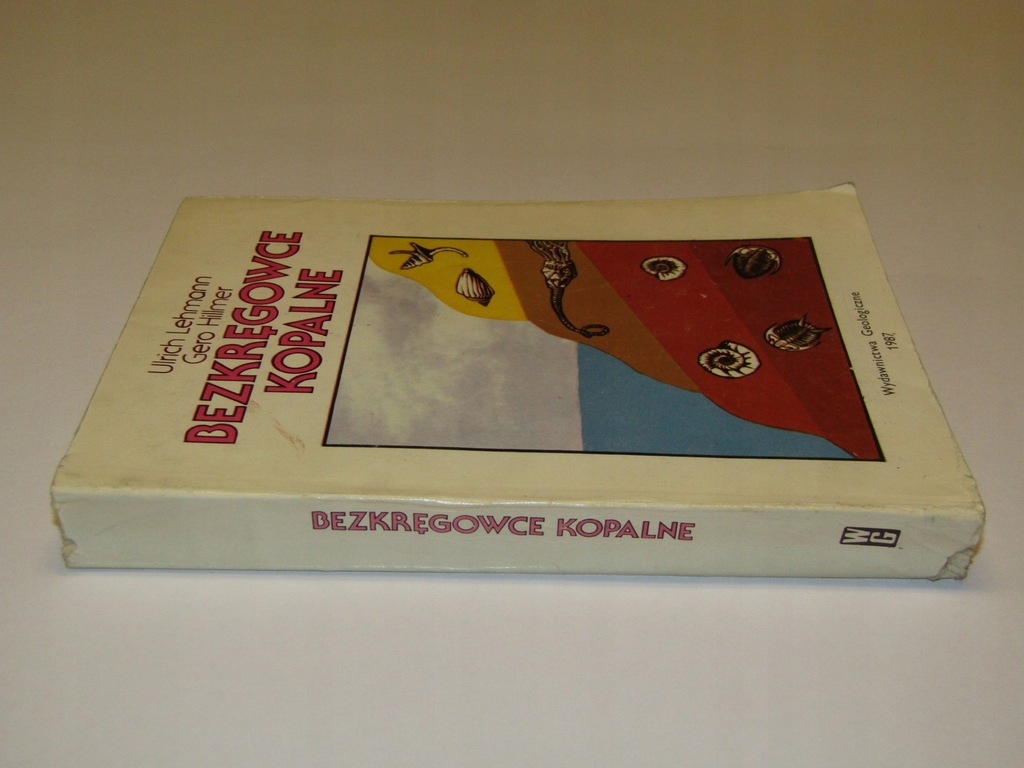 Ulrich Lehmann
Gero Hillmer
BEZKRĘGOWCE
KOPALNE
Wydawnictwa Geologiczne
1987
BEZKRĘGOWCE KOPALNE
WG